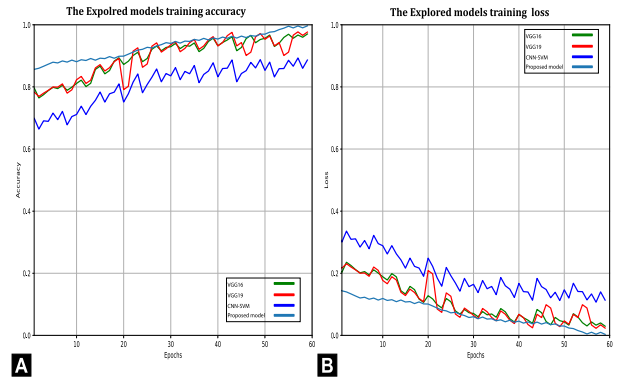 The Expolred models training accuracy
1.0
0.8
0.6
0.4
0.2
0.0
Accuracy
10
20
30
40
50
60
Epochs
VGG16
VGG19
CNN-SVM
Proposed model
A
The Explored models training loss
1.0
0.8
0.6
0.4
0.2
0.0
Loss
10
20
30
40
50
60
Epochs
VGG16
VGG19
CNN-SVM
Proposed model
B